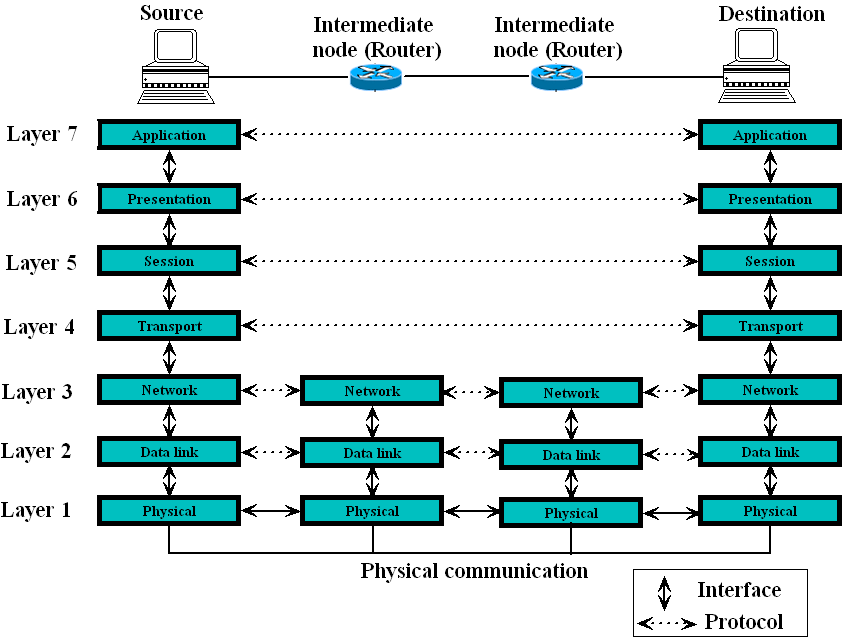 Source
Intermediate
node (Router)
Intermediate
node (Router)
Destination
Layer 7
Application
Application
Layer 6
Presentation
Presentation
Layer 5
Session
Session
Layer 4
Transport
Transport
Layer 3
Network
Network
Network
Network
Layer 2
Data link
Data link
Data link
Data link
Layer 1
Physical
Physical
Physical
Physical
Physical communication
Interface
Protocol